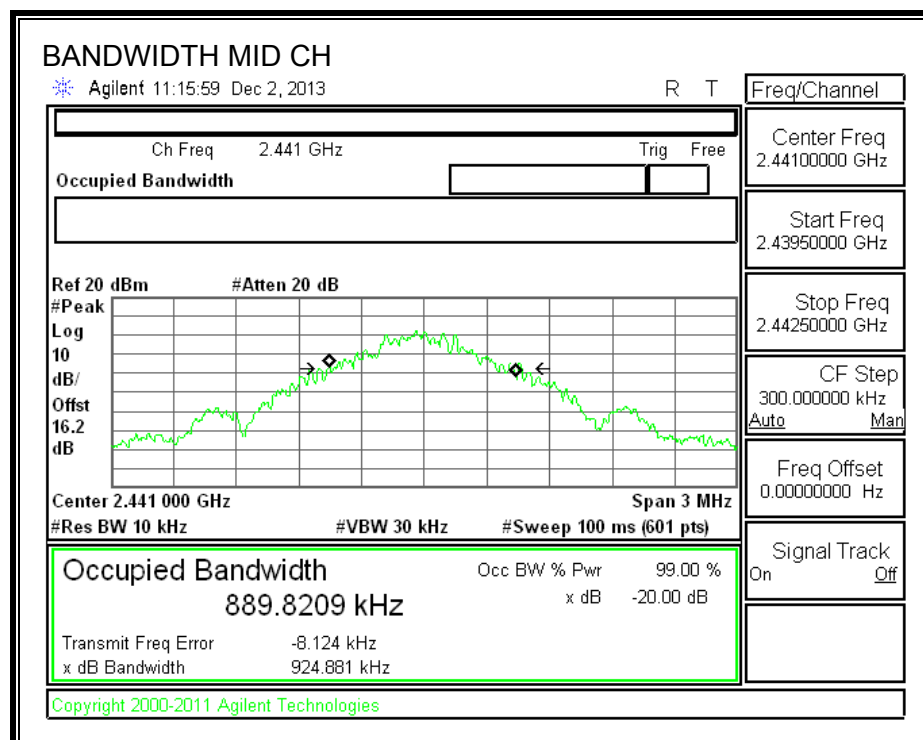 BANDWIDTH MID CH
Agilent 11:15:59 Dec 2, 2013 R T
Freq/Channel
Ch Freq 2.441 GHz Trig Free
Occupied Bandwidth
Center Freq
2.44100000 GHz
Start Freq
2.43950000 GHz
Stop Freq
2.44250000 GHz
CF Step
300.000000 kHz
Auto Man
Freq Offset
0.00000000 Hz
Signal Track
On Off
Ref 20 dBm #Atten 20 dB
#Peak
Log
10
dB/
Offst
16.2
dB
Center 2.441 000 GHz Span 3 MHz
#Res BW 10 kHz #VBW 30 kHz #Sweep 100 ms (601 pts)
Occupied Bandwidth Occ BW % Pwr 99.00 %
889.8209 kHz x dB -20.00 dB
Transmit Freq Error -8.124 kHz
x dB Bandwidth 924.881 kHz
Copyright 2000-2011 Agilent Technologies